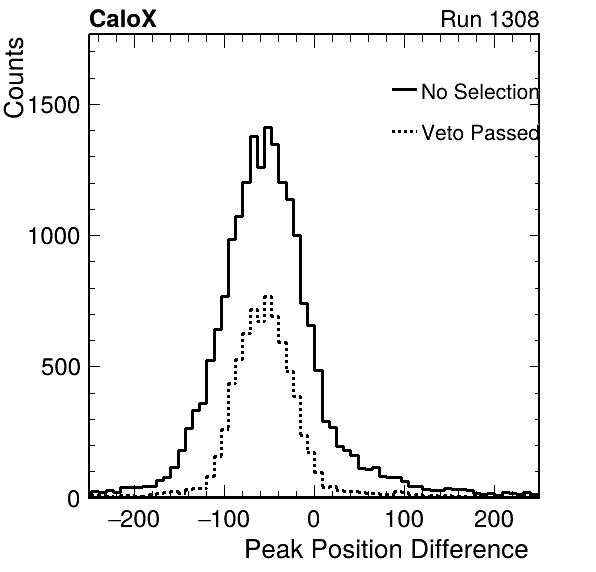 CaloX Run 1308
Counts
1500
1000
500
0
No Selection
Veto Passed
−200 −100 0 100 200
Peak Position Difference